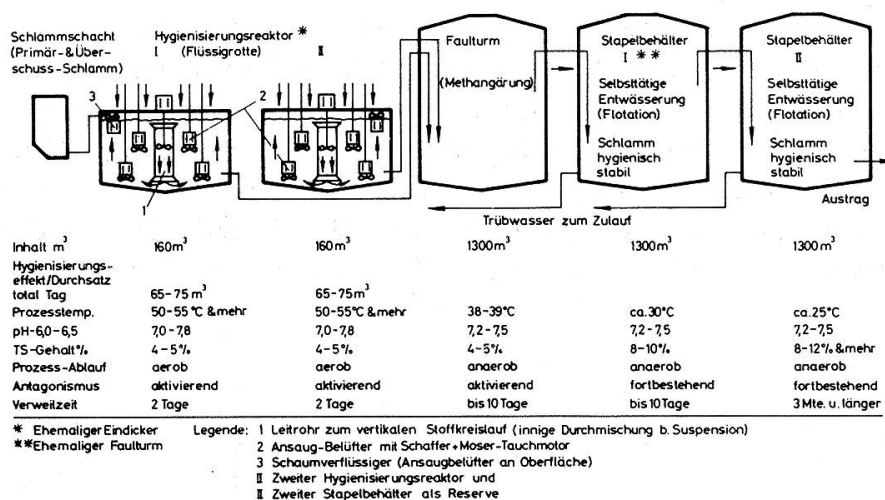 Schlammschacht
(Primär-&Über-
schuss-Schlamm)
Hygienisierungsreaktor *
I (Flüssigrotte) II
3
2
1
Faulturm
(Methangärung)
Stapelbehälter
I **
Selbsttätige
Entwässerung
(Flotation)
Schlamm
hygienisch
stabil
Stapelbehälter
II
Selbsttätige
Entwässerung
(Flotation)
Schlamm
hygienisch
stabil
Austrag
Trübwasser zum Zulauf
Inhalt m³ 160m³ 160m³ 1300m³ 1300m³ 1300m³
Hygienisierungs-
effekt/Durchsatz
total Tag 65-75m³ 65-75m³
Prozesstemp. 50-55°C &mehr 50-55°C &mehr 38-39°C ca.30°C ca.25°C
pH-6,0-6,5 7,0-7,8 7,0-7,8 7,2-7,5 7,2-7,5 7,2-7,5
TS-Gehalt% 4-5% 4-5% 4-5% 8-10% 8-12%&mehr
Prozess-Ablauf aerob aerob anaerob anaerob anaerob
Antagonismus aktivierend aktivierend aktivierend fortbestehend fortbestehend
Verweilzeit 2 Tage 2 Tage bis 10 Tage bis 10 Tage 3 Mte. u. länger
* Ehemaliger Eindicker Legende: 1 Leitrohr zum vertikalen Stoffkreislauf (innige Durchmischung b. Suspension)
**Ehemaliger Faulturm 2 Ansaug-Belüfter mit Schaffer+Moser-Tauchmotor
3 Schaumverflüssiger (Ansaugbelüfter an Oberfläche)
II Zweiter Hygienisierungsreaktor und
II Zweiter Stapelbehälter als Reserve